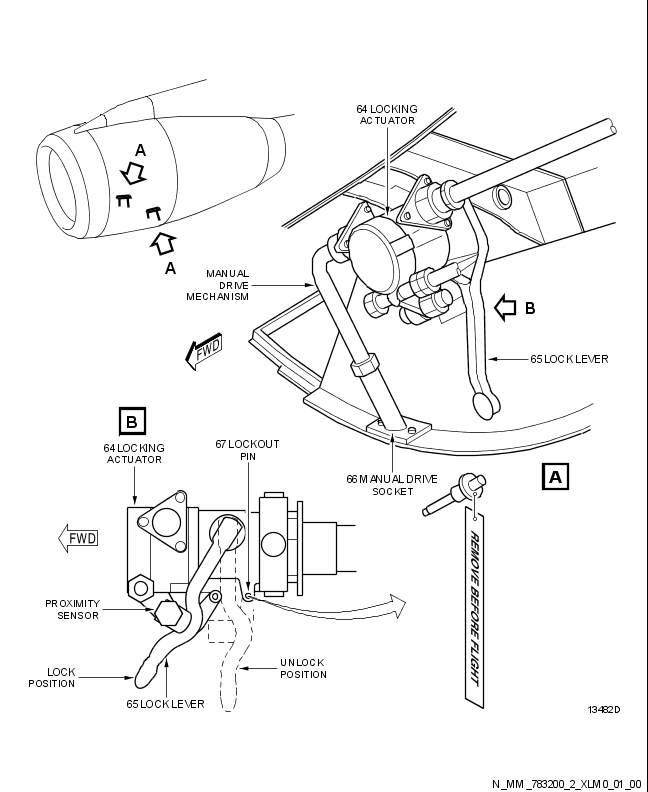 64 LOCKING
ACTUATOR
A
A
MANUAL
DRIVE
MECHANISM
B
FWD
65 LOCK LEVER
B
64 LOCKING
ACTUATOR
67 LOCKOUT
PIN
66 MANUAL DRIVE
SOCKET
A
FWD
REMOVE BEFORE FLIGHT
PROXIMITY
SENSOR
LOCK
POSITION
UNLOCK
POSITION
65 LOCK LEVER
13482D
N_MM_783200_2_XLM0_01_00